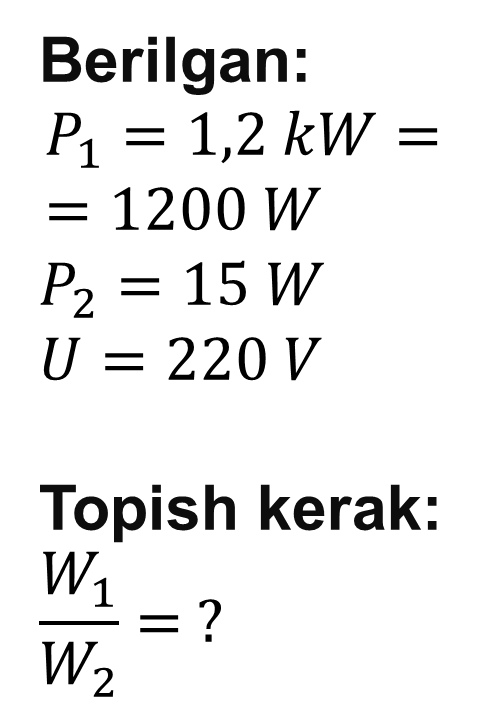 Berilgan:
P₁ = 1,2 kW =
= 1200 W
P₂ = 15 W
U = 220 V
Topish kerak:
W₁
W₂ = ?